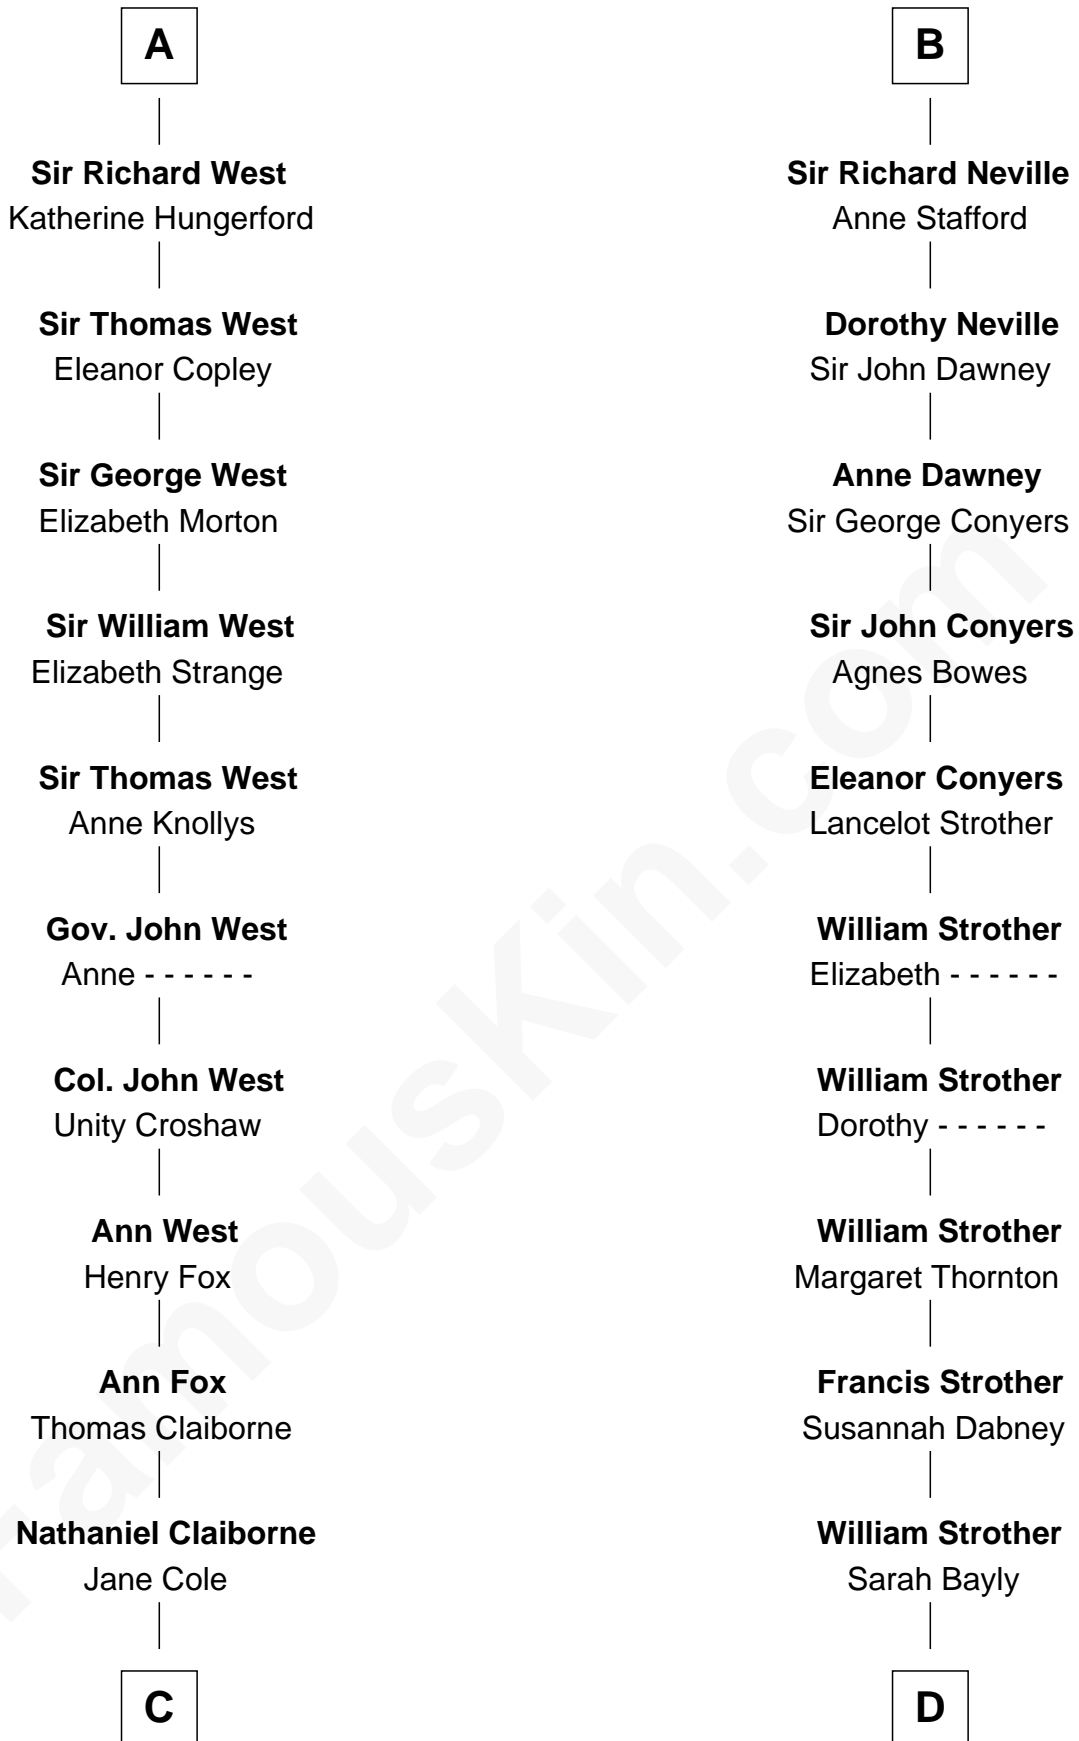 A
Sir Richard West
Katherine Hungerford
Sir Thomas West
Eleanor Copley
Sir George West
Elizabeth Morton
Sir William West
Elizabeth Strange
Sir Thomas West
Anne Knollys
Gov. John West
Anne - - - - - -
Col. John West
Unity Croshaw
Ann West
Henry Fox
Ann Fox
Thomas Claiborne
Nathaniel Claiborne
Jane Cole
C
B
Sir Richard Neville
Anne Stafford
Dorothy Neville
Sir John Dawney
Anne Dawney
Sir George Conyers
Sir John Conyers
Agnes Bowes
Eleanor Conyers
Lancelot Strother
William Strother
Elizabeth - - - - - -
William Strother
Dorothy - - - - - -
William Strother
Margaret Thornton
Francis Strother
Susannah Dabney
William Strother
Sarah Bayly
D
FamousKin.com